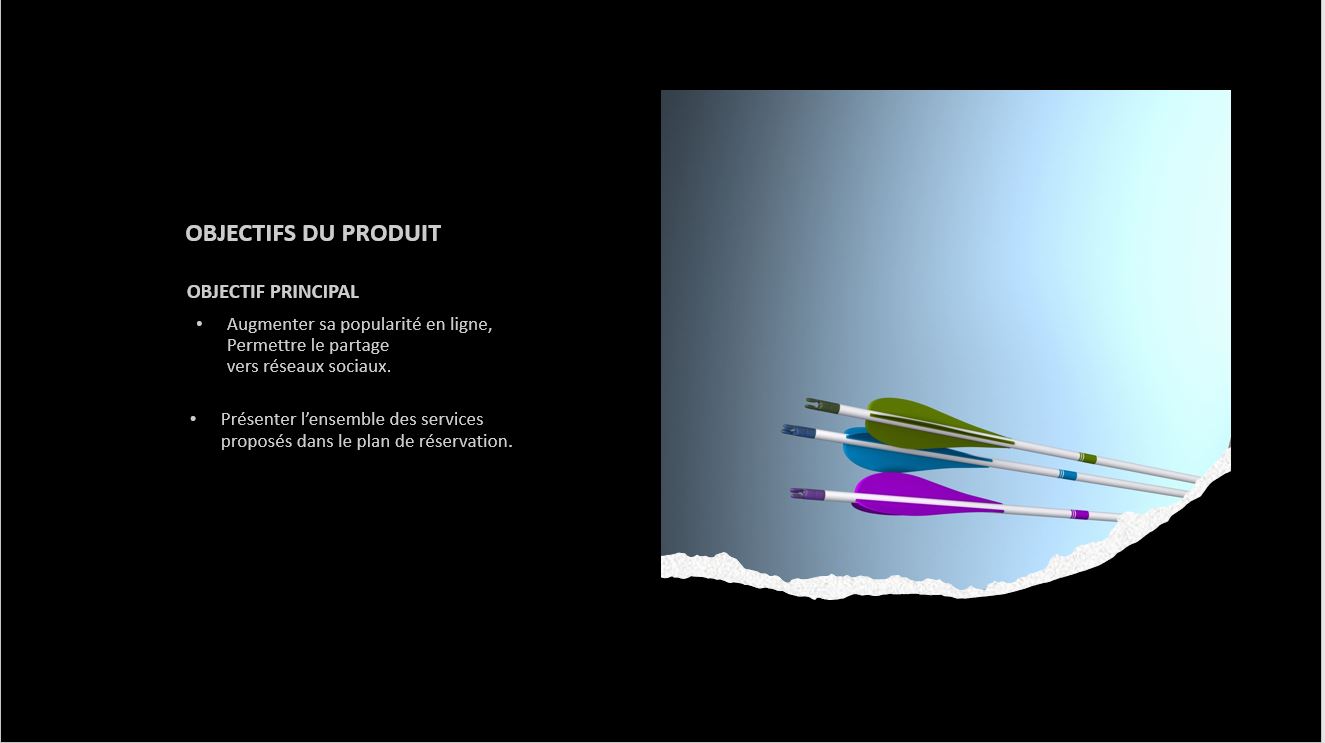 OBJECTIFS DU PRODUIT
OBJECTIF PRINCIPAL
• Augmenter sa popularité en ligne,
Permettre le partage
vers réseaux sociaux.
• Présenter l’ensemble des services
proposés dans le plan de réservation.